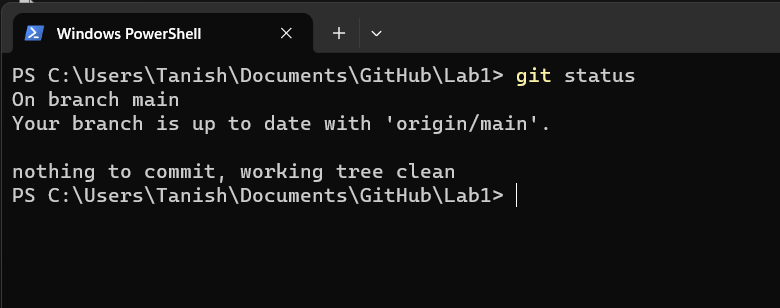 Windows PowerShell
PS C:\Users\Tanish\Documents\GitHub\Lab1> git status
On branch main
Your branch is up to date with 'origin/main'.
nothing to commit, working tree clean
PS C:\Users\Tanish\Documents\GitHub\Lab1>